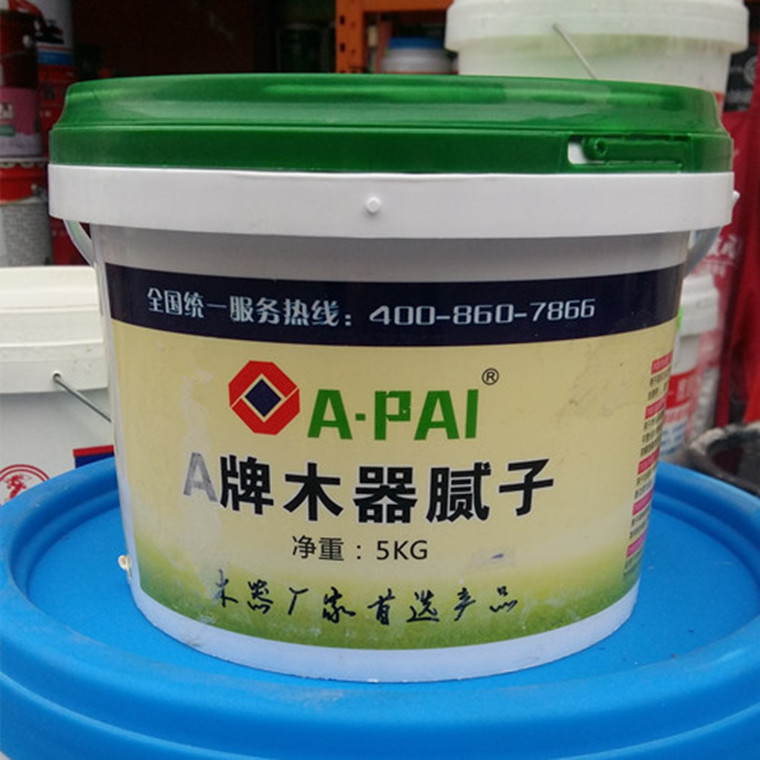 全国统一服务热线：400-860-7866
A-PAI®
A牌木器腻子
净重：5KG
木器厂家首选产品